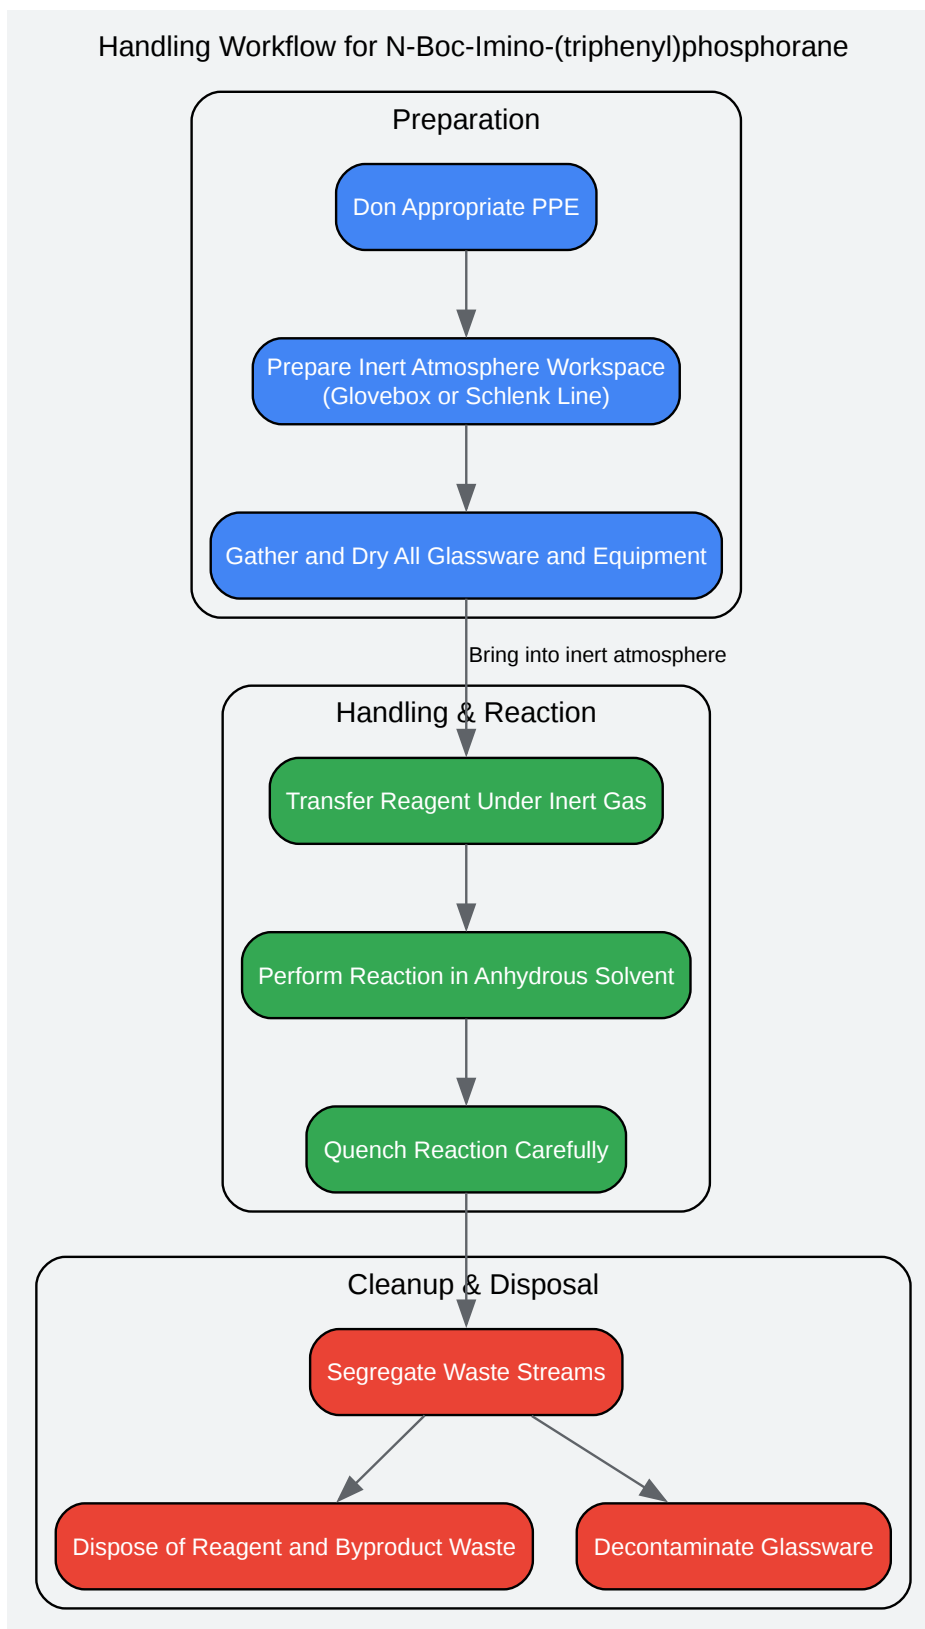 Handling Workflow for N-Boc-Imino-(triphenyl)phosphorane
Preparation
Don Appropriate PPE
Prepare Inert Atmosphere Workspace
(Glovebox or Schlenk Line)
Gather and Dry All Glassware and Equipment
Bring into inert atmosphere
Handling & Reaction
Transfer Reagent Under Inert Gas
Perform Reaction in Anhydrous Solvent
Quench Reaction Carefully
Cleanup & Disposal
Segregate Waste Streams
Dispose of Reagent and Byproduct Waste
Decontaminate Glassware